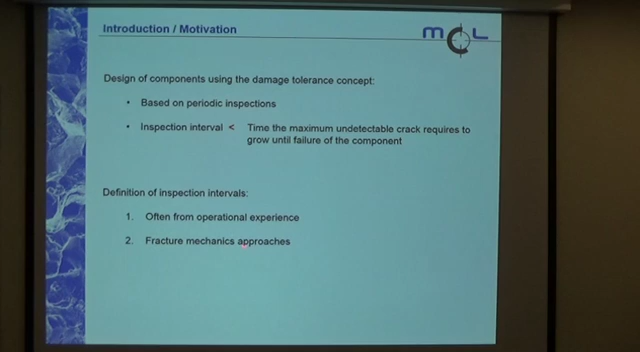 Introduction / Motivation
mCL
Design of components using the damage tolerance concept:
• Based on periodic inspections
• Inspection interval < Time the maximum undetectable crack requires to
grow until failure of the component
Definition of inspection intervals:
1. Often from operational experience
2. Fracture mechanics approaches